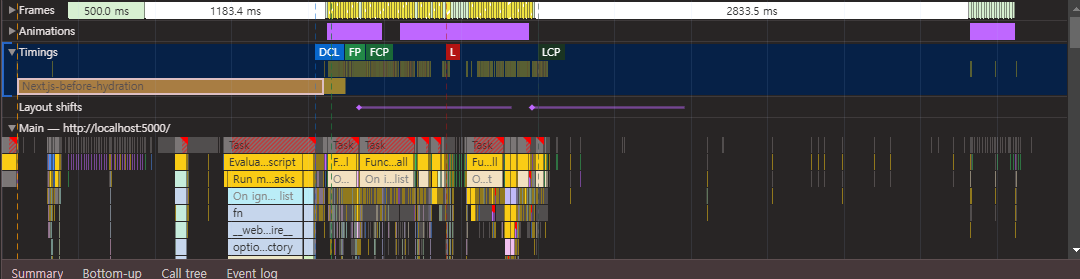 Frames 500.0 ms 1183.4 ms 2833.5 ms
Animations
Timings DCL FP FCP L LCP
Next.js-before-hydration
Layout shifts
Main — http://localhost:5000/
Task Task Task Task
Evalua...script F...l Func...all Fu...ll
Run m...asks O... On i...list O...t
On ign... list
fn
__web...ire__
optio...ctory
Summary Bottom-up Call tree Event log